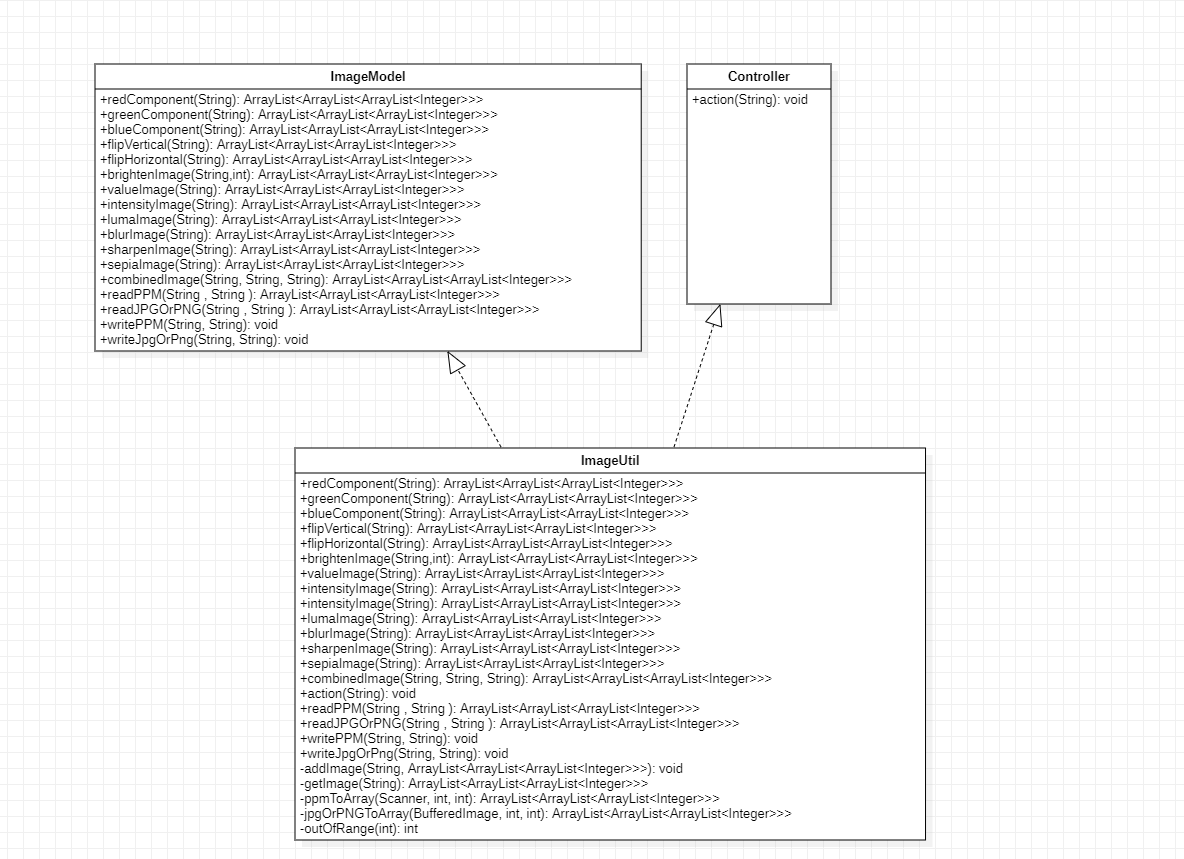 ImageModel
+redComponent(String): ArrayList<ArrayList<ArrayList<Integer>>>
+greenComponent(String): ArrayList<ArrayList<ArrayList<Integer>>>
+blueComponent(String): ArrayList<ArrayList<ArrayList<Integer>>>
+flipVertical(String): ArrayList<ArrayList<ArrayList<Integer>>>
+flipHorizontal(String): ArrayList<ArrayList<ArrayList<Integer>>>
+brightenImage(String,int): ArrayList<ArrayList<ArrayList<Integer>>>
+valueImage(String): ArrayList<ArrayList<ArrayList<Integer>>>
+intensityImage(String): ArrayList<ArrayList<ArrayList<Integer>>>
+lumaImage(String): ArrayList<ArrayList<ArrayList<Integer>>>
+blurImage(String): ArrayList<ArrayList<ArrayList<Integer>>>
+sharpenImage(String): ArrayList<ArrayList<ArrayList<Integer>>>
+sepiaImage(String): ArrayList<ArrayList<ArrayList<Integer>>>
+combinedImage(String, String, String): ArrayList<ArrayList<ArrayList<Integer>>>
+readPPM(String , String ): ArrayList<ArrayList<ArrayList<Integer>>>
+readJPGOrPNG(String , String ): ArrayList<ArrayList<ArrayList<Integer>>>
+writePPM(String, String): void
+writeJpgOrPng(String, String): void
Controller
+action(String): void
ImageUtil
+redComponent(String): ArrayList<ArrayList<ArrayList<Integer>>>
+greenComponent(String): ArrayList<ArrayList<ArrayList<Integer>>>
+blueComponent(String): ArrayList<ArrayList<ArrayList<Integer>>>
+flipVertical(String): ArrayList<ArrayList<ArrayList<Integer>>>
+flipHorizontal(String): ArrayList<ArrayList<ArrayList<Integer>>>
+brightenImage(String,int): ArrayList<ArrayList<ArrayList<Integer>>>
+valueImage(String): ArrayList<ArrayList<ArrayList<Integer>>>
+intensityImage(String): ArrayList<ArrayList<ArrayList<Integer>>>
+intensityImage(String): ArrayList<ArrayList<ArrayList<Integer>>>
+lumaImage(String): ArrayList<ArrayList<ArrayList<Integer>>>
+blurImage(String): ArrayList<ArrayList<ArrayList<Integer>>>
+sharpenImage(String): ArrayList<ArrayList<ArrayList<Integer>>>
+sepiaImage(String): ArrayList<ArrayList<ArrayList<Integer>>>
+combinedImage(String, String, String): ArrayList<ArrayList<ArrayList<Integer>>>
+action(String): void
+readPPM(String , String ): ArrayList<ArrayList<ArrayList<Integer>>>
+readJPGOrPNG(String , String ): ArrayList<ArrayList<ArrayList<Integer>>>
+writePPM(String, String): void
+writeJpgOrPng(String, String): void
-addImage(String, ArrayList<ArrayList<ArrayList<Integer>>>): void
-getImage(String): ArrayList<ArrayList<ArrayList<Integer>>>
-ppmToArray(Scanner, int, int): ArrayList<ArrayList<ArrayList<Integer>>>
-jpgOrPNGToArray(BufferedImage, int, int): ArrayList<ArrayList<ArrayList<Integer>>>
-outOfRange(int): int